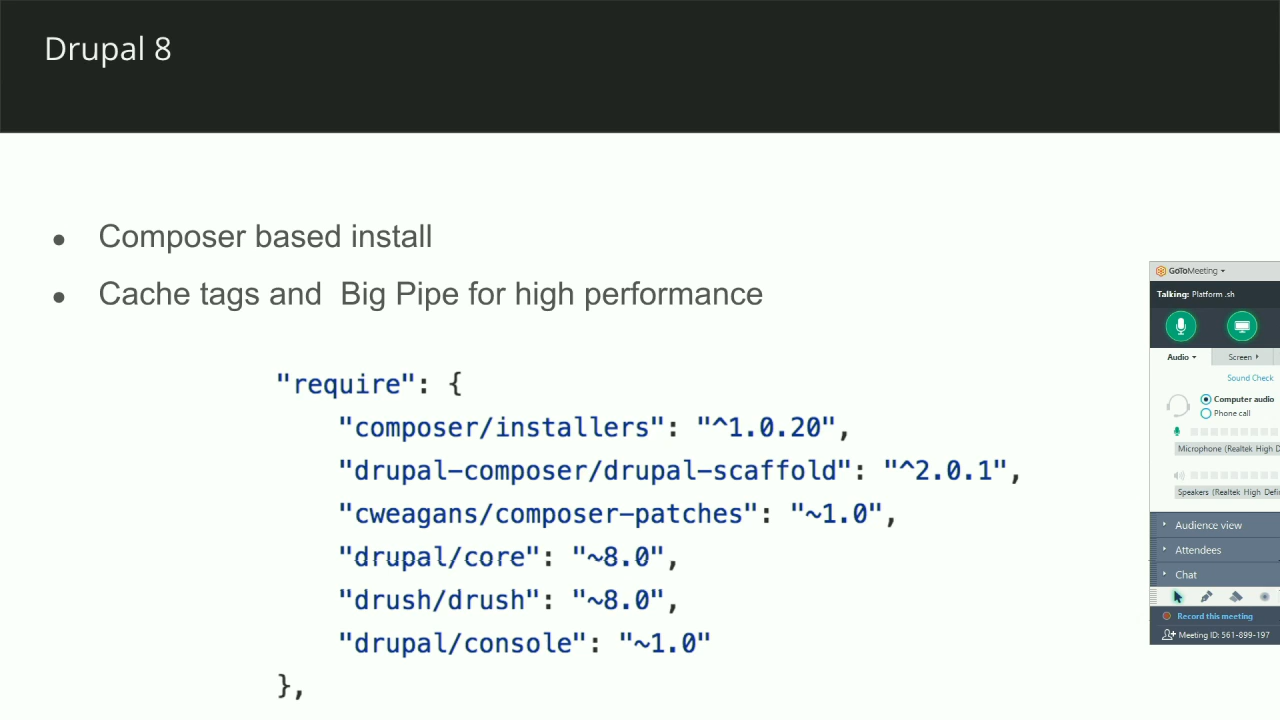 Drupal 8
● Composer based install
● Cache tags and  Big Pipe for high performance
"require": {
    "composer/installers": "^1.0.20",
    "drupal-composer/drupal-scaffold": "^2.0.1",
    "cweagans/composer-patches": "~1.0",
    "drupal/core": "~8.0",
    "drush/drush": "~8.0",
    "drupal/console": "~1.0"
},
GoToMeeting
Talking: Platform .sh
Audio Screen
Sound Check
Computer audio
Phone call
Microphone (Realtek High D
Speakers (Realtek High Defi
Audience view
Attendees
Chat
Record this meeting
Meeting ID: 561-899-197